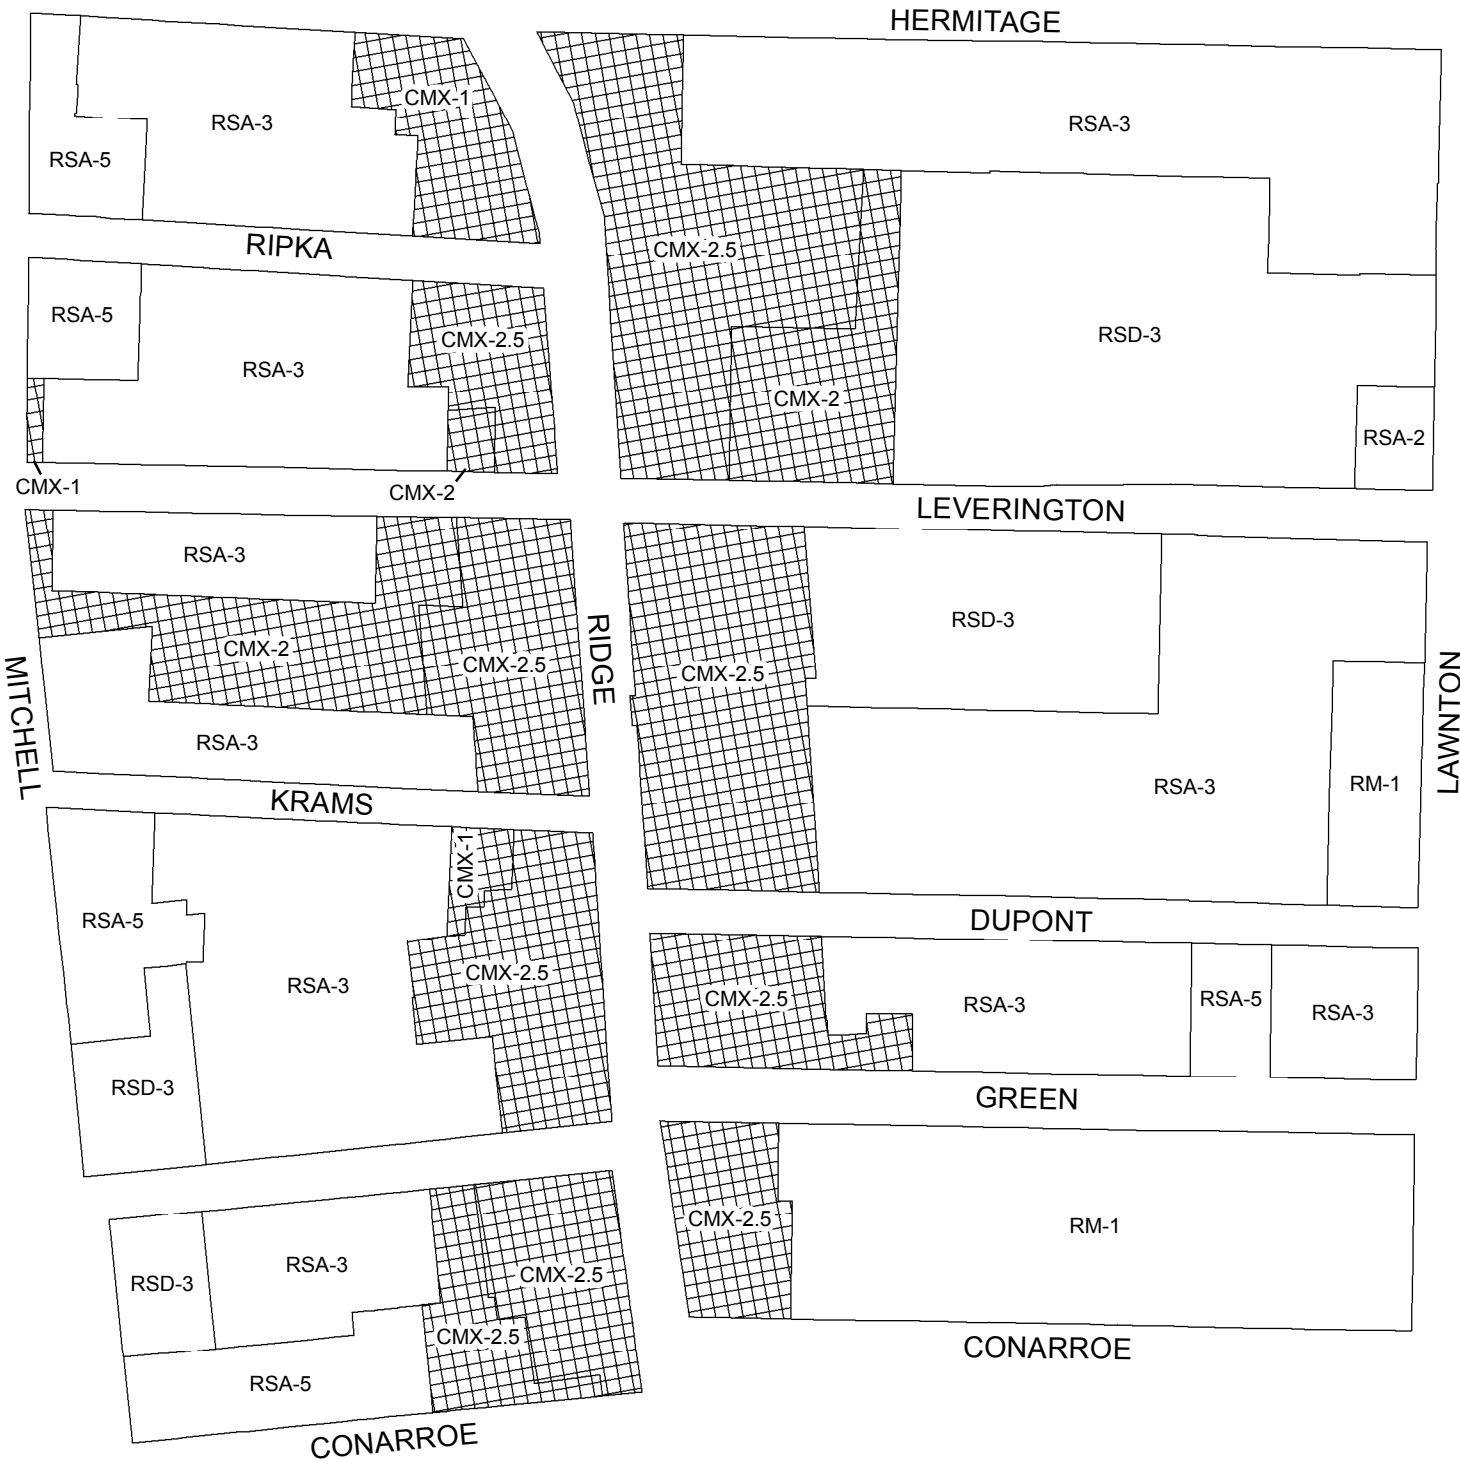 HERMITAGE
CMX-1
RSA-3
RSA-3
RSA-5
RIPKA
CMX-2.5
RSA-5
RSD-3
CMX-2.5
RSA-3
CMX-2
RSA-2
CMX-1
CMX-2
LEVERINGTON
RSA-3
RSD-3
RIDGE
CMX-2
CMX-2.5
CMX-2.5
MITCHELL
LAWNTON
RSA-3
RSA-3
RM-1
KRAMS
CMX-1
RSA-5
DUPONT
CMX-2.5
RSA-3
CMX-2.5
RSA-3
RSA-5
RSA-3
RSD-3
GREEN
CMX-2.5
RM-1
RSA-3
CMX-2.5
RSD-3
CMX-2.5
CONARROE
RSA-5
CONARROE